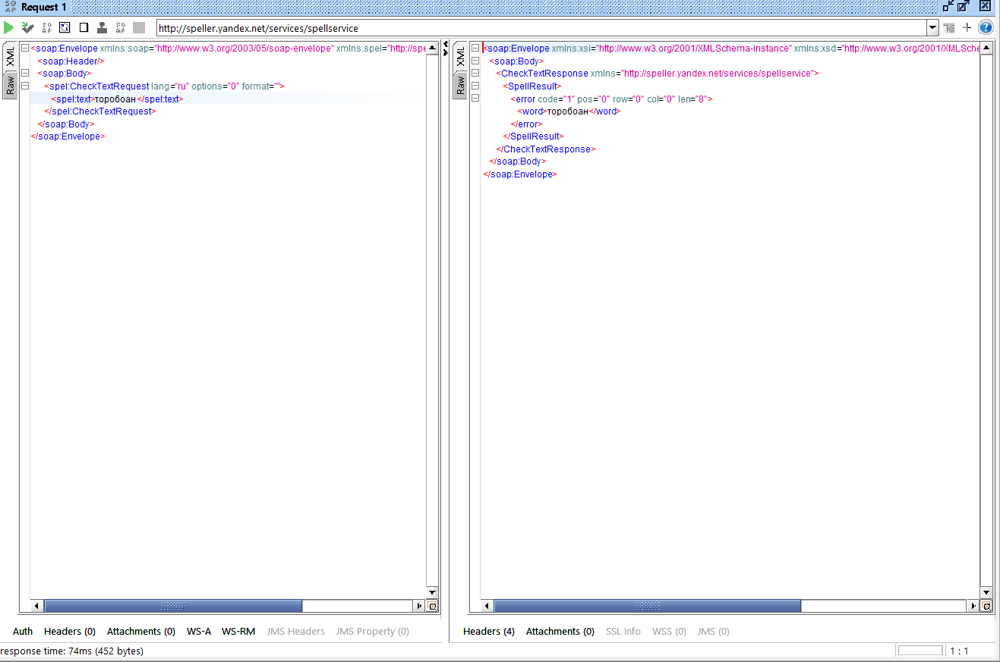 SO AP Request 1
http://speller.yandex.net/services/spellservice
XML
Raw
<soap:Envelope xmlns:soap="http://www.w3.org/2003/05/soap-envelope" xmlns:spel="http://spe
<soap:Header/>
<soap:Body>
<spel:CheckTextRequest lang="ru" options="0" format="">
<spel:text>торобоан</spel:text>
</spel:CheckTextRequest>
</soap:Body>
</soap:Envelope>
XML
Raw
<soap:Envelope xmlns:xsi="http://www.w3.org/2001/XMLSchema-instance" xmlns:xsd="http://www.w3.org/2001/XMLSche
<soap:Body>
<CheckTextResponse xmlns="http://speller.yandex.net/services/spellservice">
<SpellResult>
<error code="1" pos="0" row="0" col="0" len="8">
<word>торобоан</word>
</error>
</SpellResult>
</CheckTextResponse>
</soap:Body>
</soap:Envelope>
Auth Headers (0) Attachments (0) WS-A WS-RM JMS Headers JMS Property (0)
Headers (4) Attachments (0) SSL Info WSS (0) JMS (0)
response time: 74ms (452 bytes)
1 : 1